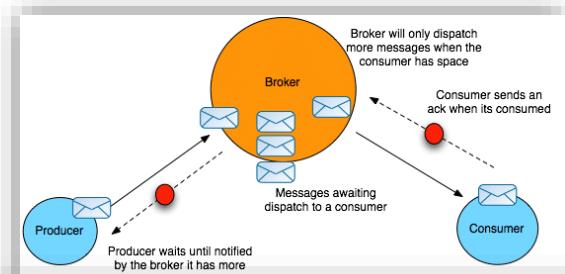 Broker will only dispatch
more messages when the
consumer has space
Broker
Consumer sends an
ack when its consumed
Messages awaiting
dispatch to a consumer
Producer
Consumer
Producer waits until notified
by the broker it has more